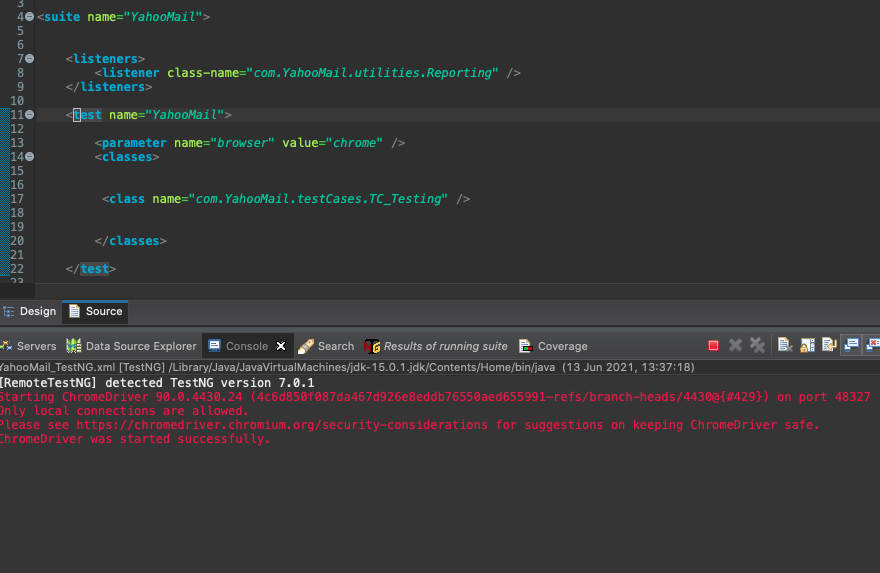 3
4 <suite name="YahooMail">
5
6
7 <listeners>
8 <listener class-name="com.YahooMail.utilities.Reporting" />
9 </listeners>
10
11 <test name="YahooMail">
12
13 <parameter name="browser" value="chrome" />
14 <classes>
15
16
17 <class name="com.YahooMail.testCases.TC_Testing" />
18
19
20 </classes>
21
22 </test>
23
Design Source
Servers Data Source Explorer Console Search Results of running suite Coverage
YahooMail_TestNG.xml [TestNG] /Library/Java/JavaVirtualMachines/jdk-15.0.1.jdk/Contents/Home/bin/java (13 Jun 2021, 13:37:18)
[RemoteTestNG] detected TestNG version 7.0.1
Starting ChromeDriver 90.0.4430.24 (4c6d850f087da467d926e8eddb76550aed655991-refs/branch-heads/4430@{#429}) on port 48327
Only local connections are allowed.
Please see https://chromedriver.chromium.org/security-considerations for suggestions on keeping ChromeDriver safe.
ChromeDriver was started successfully.